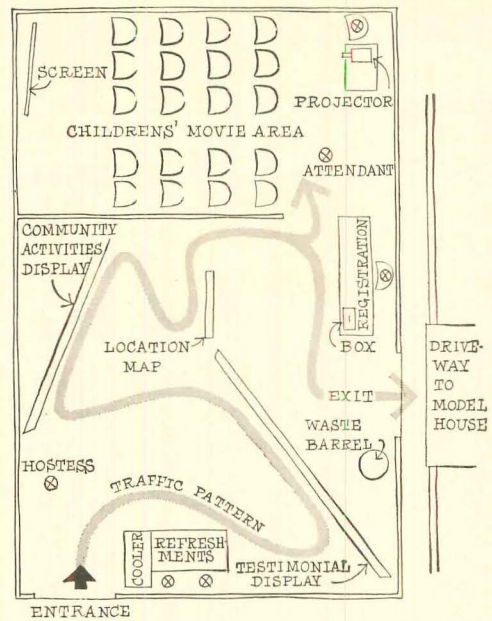 SCREEN
PROJECTOR
CHILDRENS' MOVIE AREA
ATTENDANT
COMMUNITY
ACTIVITIES
DISPLAY
REGISTRATION
BOX
LOCATION
MAP
DRIVE-
WAY
TO
MODEL
HOUSE
EXIT
WASTE
BARREL
HOSTESS
TRAFFIC PATTERN
COOLER
REFRESH
MENTS
TESTIMONIAL
DISPLAY
ENTRANCE